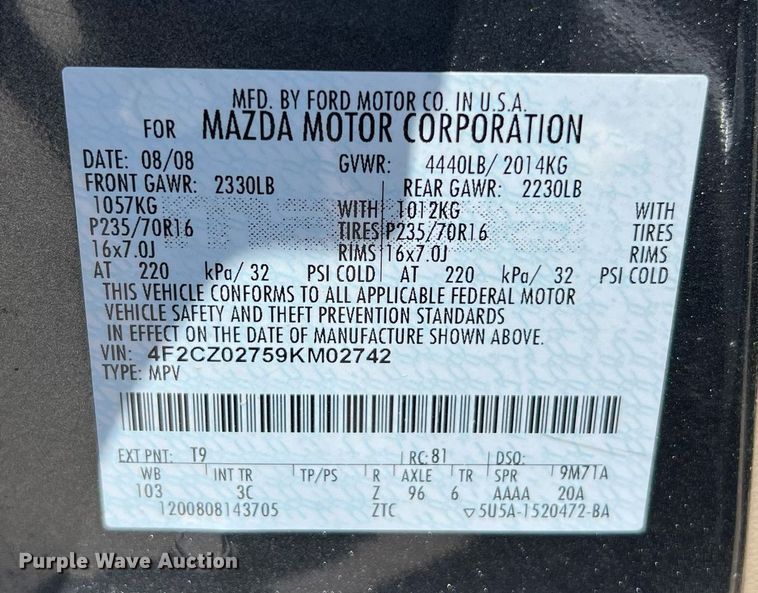 MFD. BY FORD MOTOR CO. IN U.S.A.
FOR MAZDA MOTOR CORPORATION
DATE: 08/08 GVWR: 4440LB/ 2014KG
FRONT GAWR: 2330LB REAR GAWR: 2230LB
1057KG WITH 1012KG WITH
P235/70R16 TIRES P235/70R16 TIRES
16x7.0J RIMS 16x7.0J RIMS
AT 220 kPa/ 32 PSI COLD AT 220 kPa/ 32 PSI COLD
THIS VEHICLE CONFORMS TO ALL APPLICABLE FEDERAL MOTOR
VEHICLE SAFETY AND THEFT PREVENTION STANDARDS
IN EFFECT ON THE DATE OF MANUFACTURE SHOWN ABOVE.
VIN: 4F2CZ02759KM02742
TYPE: MPV
EXT PNT: T9 RC: 81 DSO:
WB INT TR TP/PS R AXLE TR SPR 9M71A
103 3C Z 96 6 AAAA 20A
1200808143705 ZTC ▽5U5A-1520472-BA
Purple Wave Auction